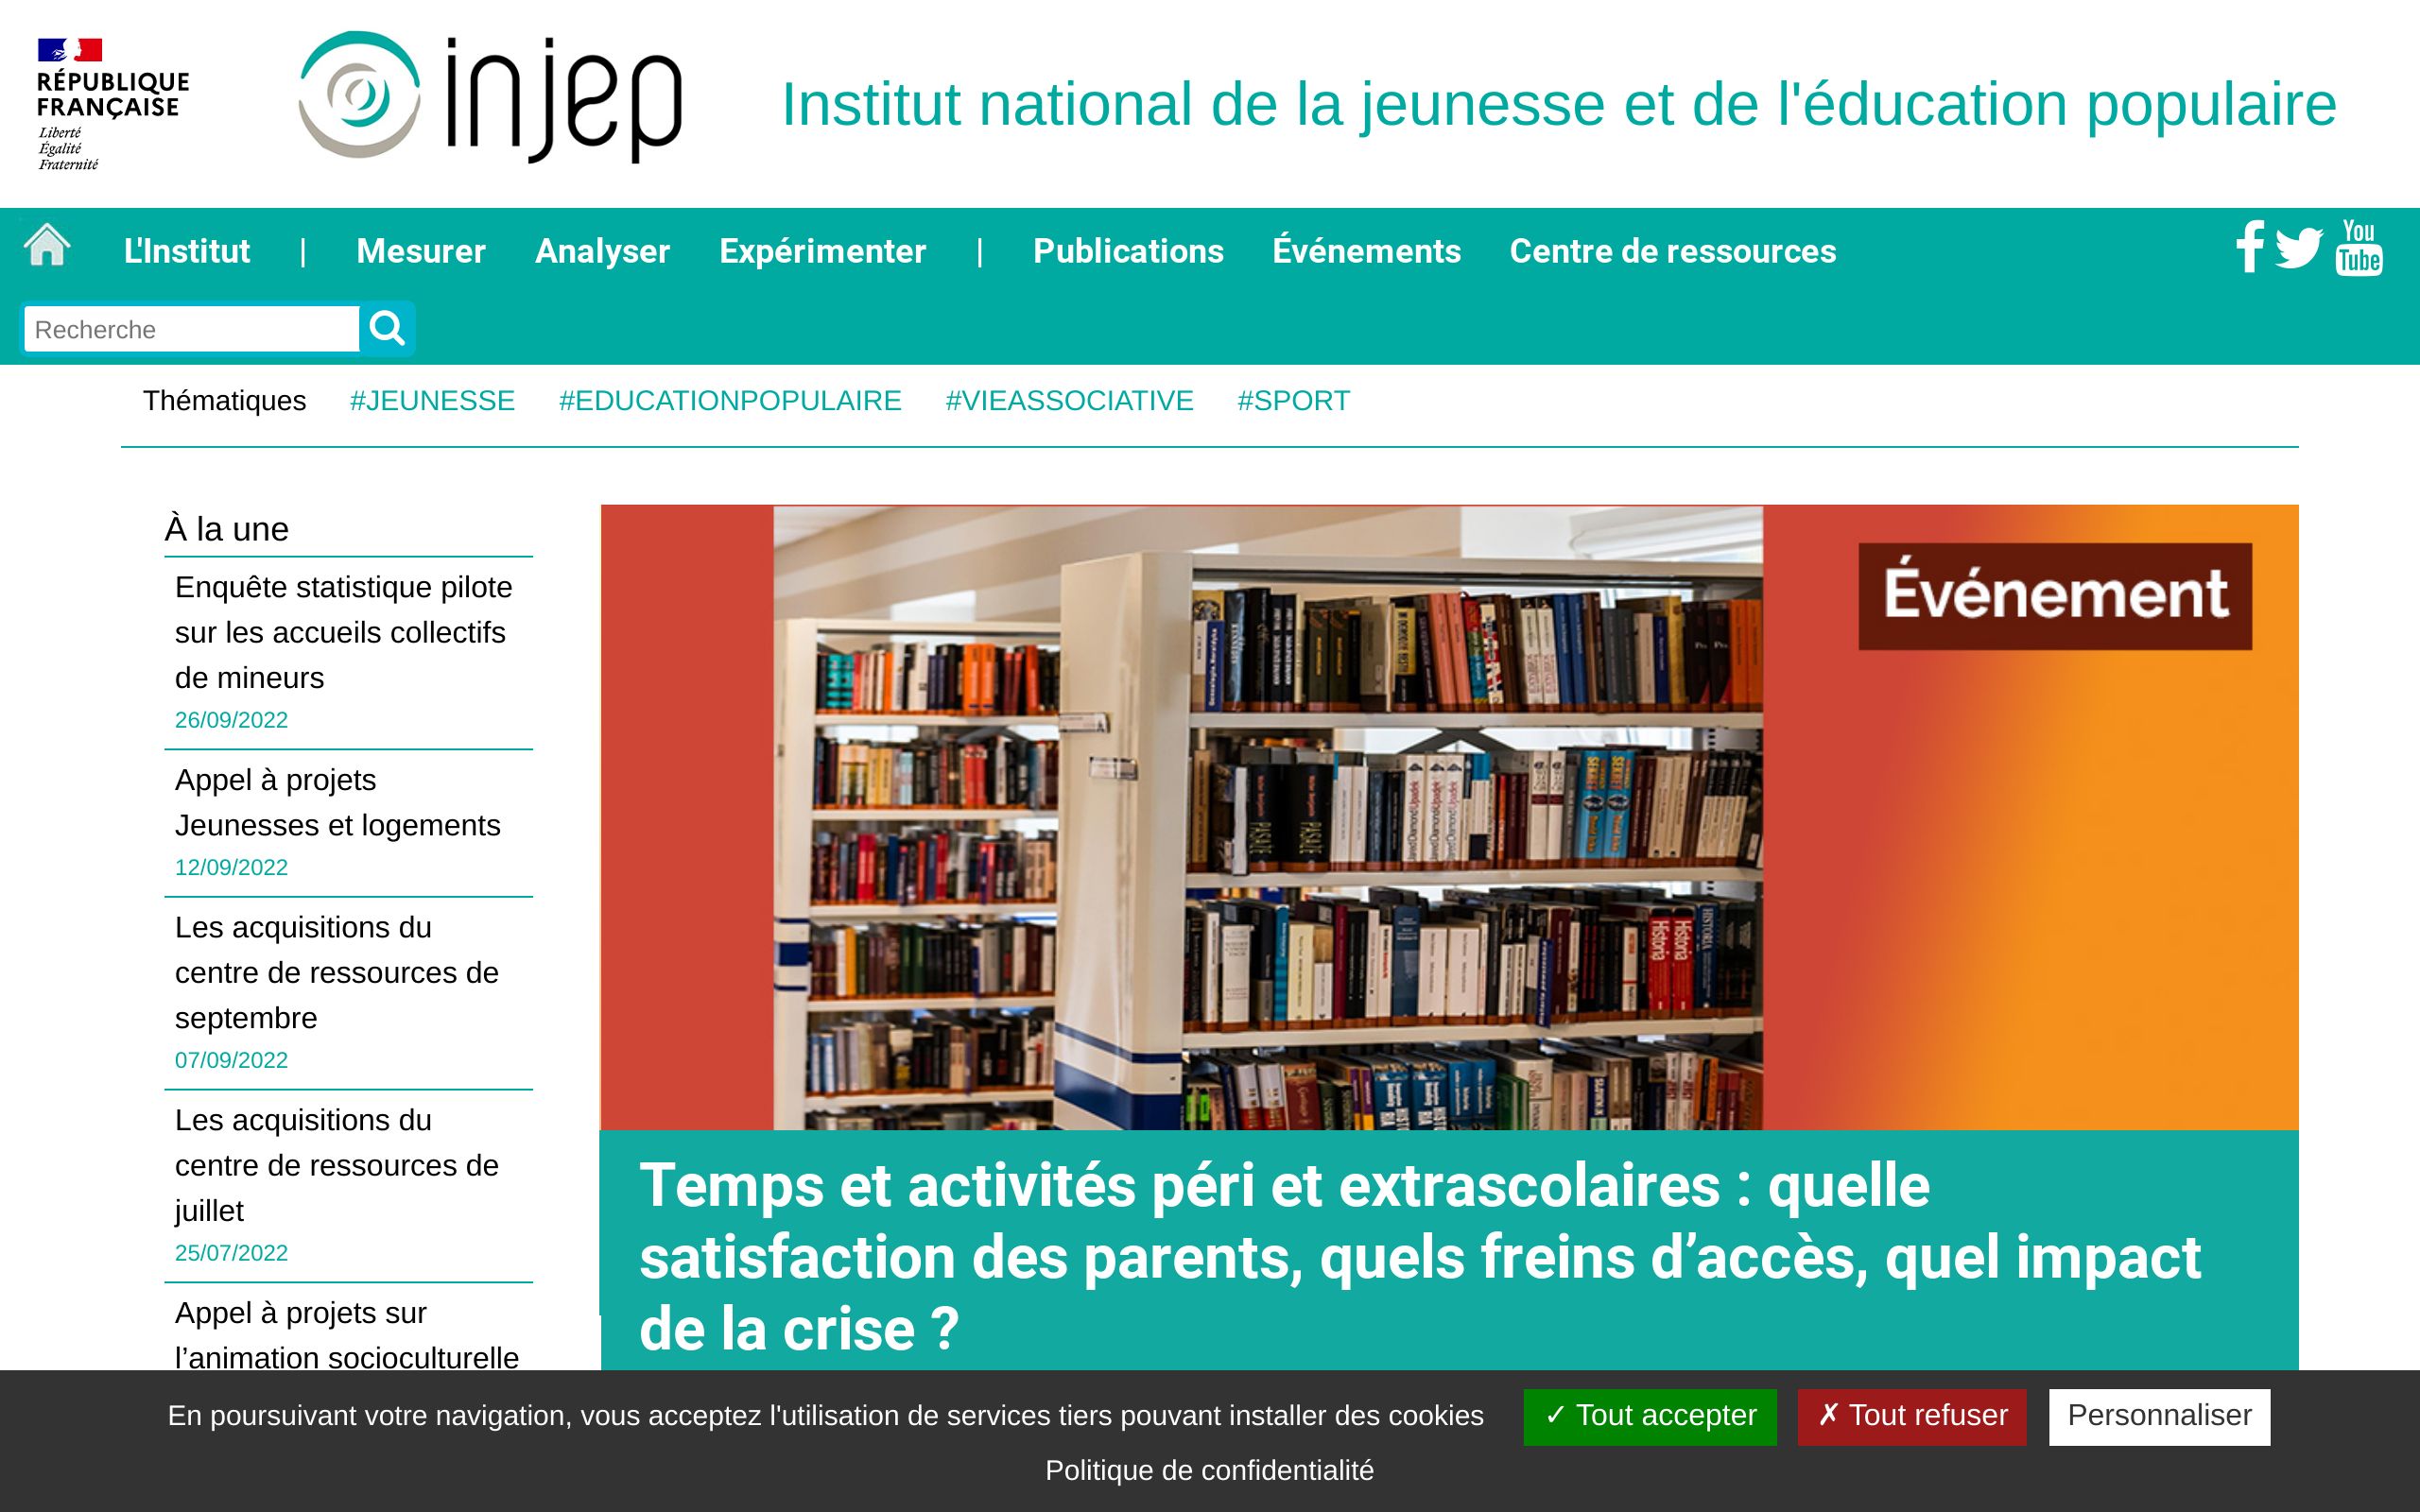 RÉPUBLIQUE
FRANÇAISE
Liberté
Égalité
Fraternité
injep
Institut national de la jeunesse et de l'éducation populaire
L'Institut | Mesurer Analyser Expérimenter | Publications Événements Centre de ressources
You
Tube
Recherche
Thématiques #JEUNESSE #EDUCATIONPOPULAIRE #VIEASSOCIATIVE #SPORT
À la une
Enquête statistique pilote
sur les accueils collectifs
de mineurs
26/09/2022
Appel à projets
Jeunesses et logements
12/09/2022
Les acquisitions du
centre de ressources de
septembre
07/09/2022
Les acquisitions du
centre de ressources de
juillet
25/07/2022
Appel à projets sur
l’animation socioculturelle
Événement
Historia
Historia
HISTORIA
Temps et activités péri et extrascolaires : quelle
satisfaction des parents, quels freins d’accès, quel impact
de la crise ?
En poursuivant votre navigation, vous acceptez l'utilisation de services tiers pouvant installer des cookies
✓ Tout accepter
✗ Tout refuser
Personnaliser
Politique de confidentialité